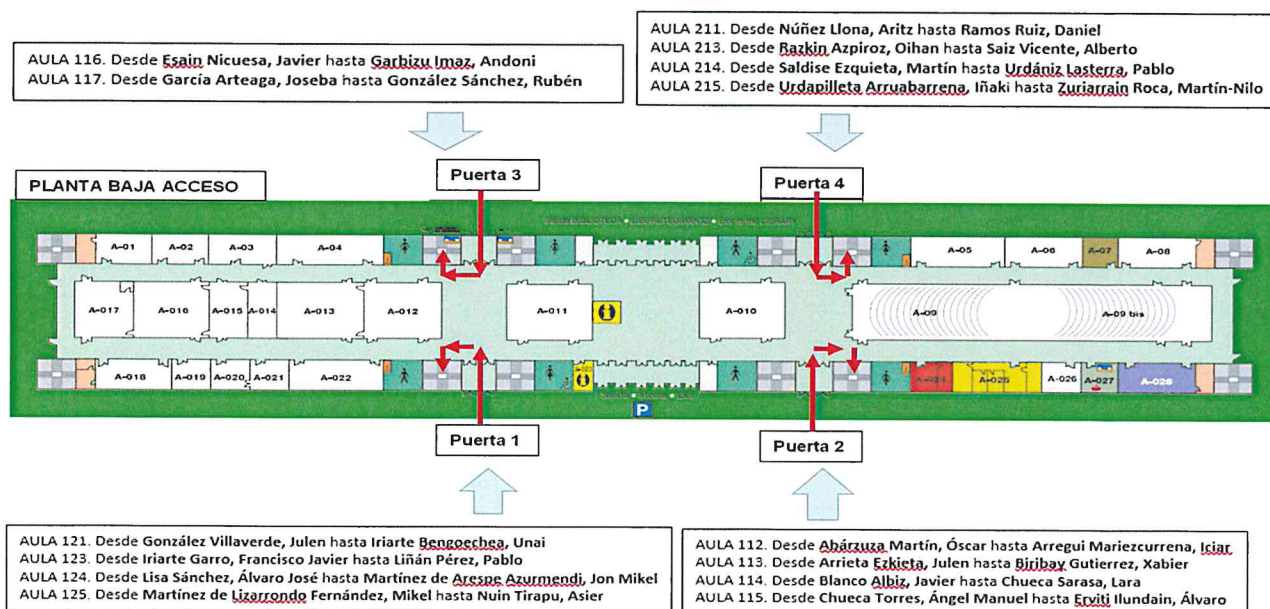 AULA 116. Desde Esain Nicuesa, Javier hasta Garbizu Imaz, Andoni
AULA 117. Desde García Arteaga, Joseba hasta González Sánchez, Rubén
AULA 211. Desde Núñez Llona, Aritz hasta Ramos Ruiz, Daniel
AULA 213. Desde Razkin Azpiroz, Oihan hasta Saiz Vicente, Alberto
AULA 214. Desde Saldise Ezquieta, Martín hasta Urdániz Lasterra, Pablo
AULA 215. Desde Urdapilleta Arruabarrena, Iñaki hasta Zuriarrain Roca, Martín-Nilo
PLANTA BAJA ACCESO
Puerta 3
Puerta 4
A-01
A-02
A-03
A-04
A-05
A-06
A-07
A-08
A-017
A-016
A-015
A-014
A-013
A-012
A-011
A-010
A-09
A-09 bis
A-018
A-019
A-020
A-021
A-022
A-025
A-026
A-027
A-028
P
Puerta 1
Puerta 2
AULA 121. Desde González Villaverde, Julen hasta Iriarte Bengoechea, Unai
AULA 123. Desde Iriarte Garro, Francisco Javier hasta Liñán Pérez, Pablo
AULA 124. Desde Lisa Sánchez, Álvaro José hasta Martínez de Arespe Azurmendi, Jon Mikel
AULA 125. Desde Martínez de Lizarrondo Fernández, Mikel hasta Nuin Tirapu, Asier
AULA 112. Desde Abárzuza Martín, Óscar hasta Arregui Mariezcurrena, Iciar
AULA 113. Desde Arrieta Ezkieta, Julen hasta Biribay Gutierrez, Xabier
AULA 114. Desde Blanco Albiz, Javier hasta Chueca Sarasa, Lara
AULA 115. Desde Chueca Torres, Ángel Manuel hasta Erviti Ilundain, Álvaro